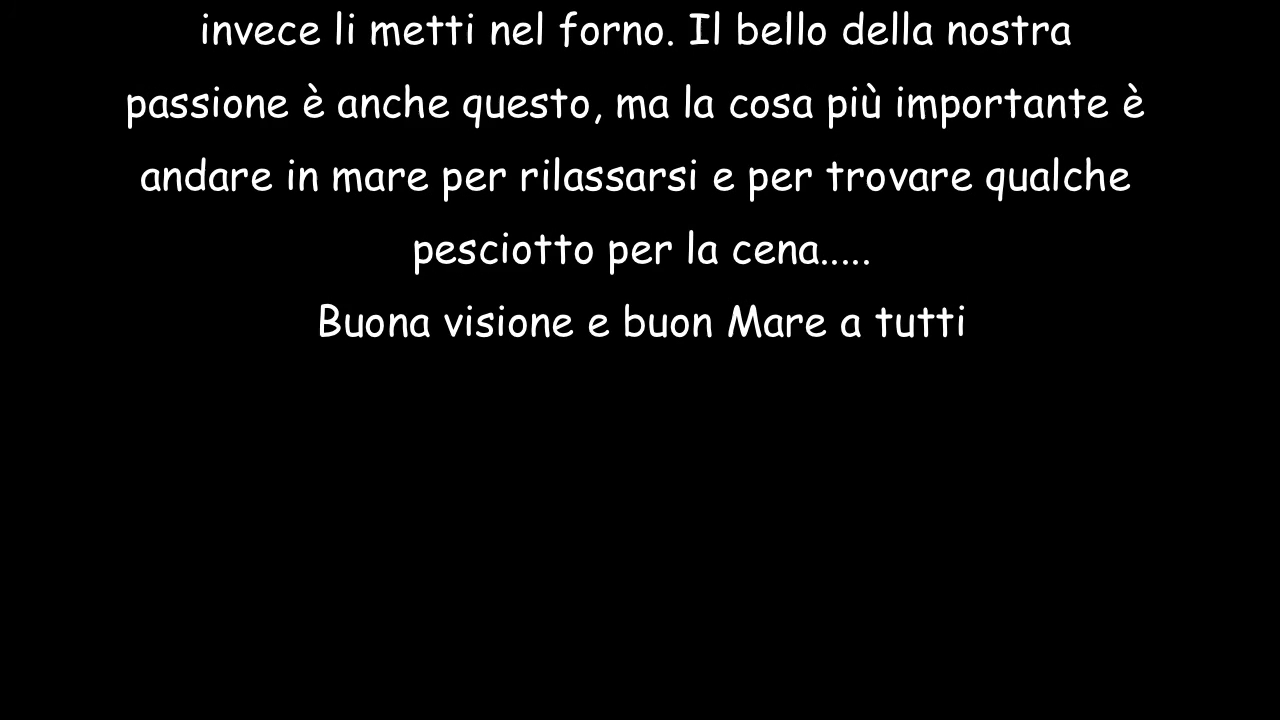 invece li metti nel forno. Il bello della nostra
passione è anche questo, ma la cosa più importante è
andare in mare per rilassarsi e per trovare qualche
pesciotto per la cena.....
Buona visione e buon Mare a tutti